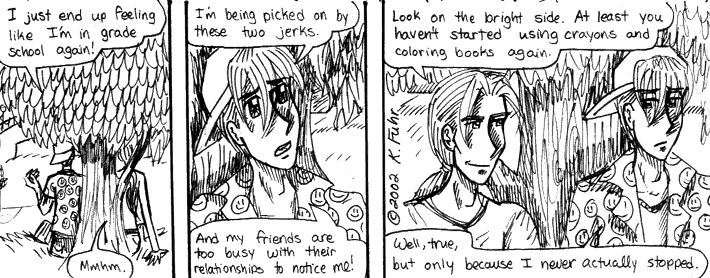 I just end up feeling
like I'm in grade
school again!
Mmhm.
I'm being picked on by
these two jerks.
And my friends are
too busy with their
relationships to notice me!
Look on the bright side. At least you
haven't started using crayons and
coloring books again.
©2002 K. Fuhr
Well, true,
but only because I never actually stopped.